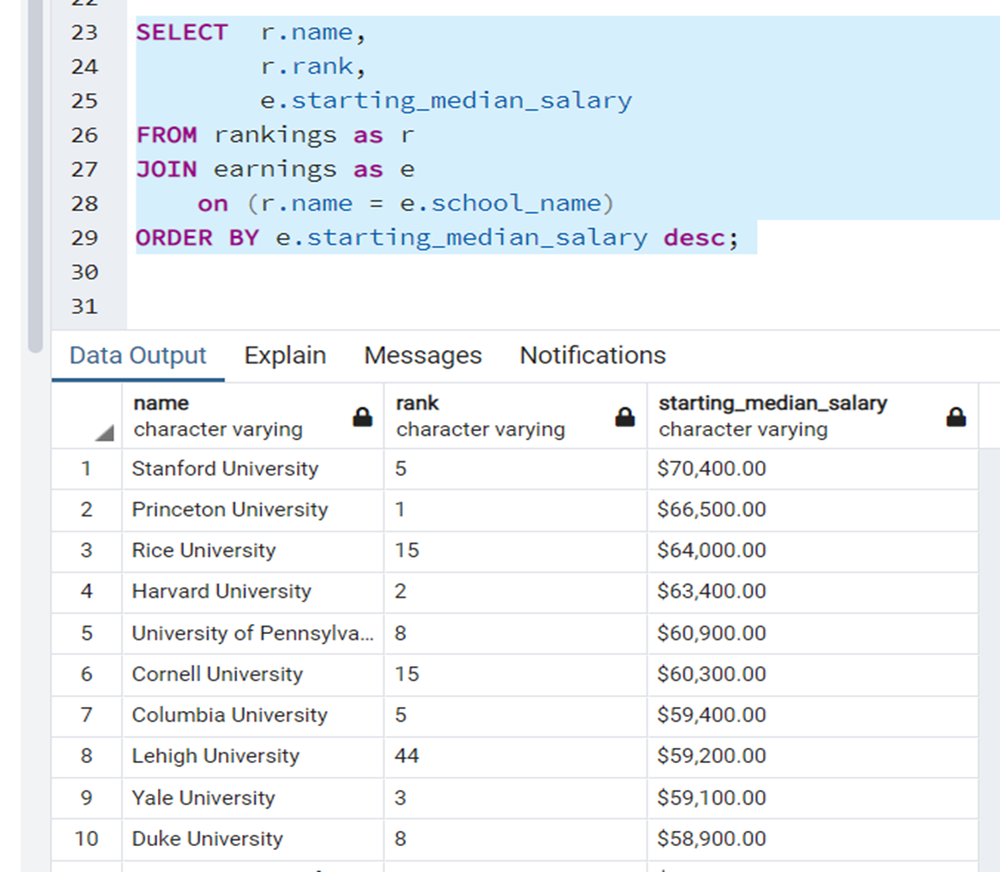 22
23 SELECT r.name,
24 r.rank,
25 e.starting_median_salary
26 FROM rankings as r
27 JOIN earnings as e
28 on (r.name = e.school_name)
29 ORDER BY e.starting_median_salary desc;
30
31
Data Output Explain Messages Notifications
name rank starting_median_salary
character varying character varying character varying
1 Stanford University 5 $70,400.00
2 Princeton University 1 $66,500.00
3 Rice University 15 $64,000.00
4 Harvard University 2 $63,400.00
5 University of Pennsylva... 8 $60,900.00
6 Cornell University 15 $60,300.00
7 Columbia University 5 $59,400.00
8 Lehigh University 44 $59,200.00
9 Yale University 3 $59,100.00
10 Duke University 8 $58,900.00